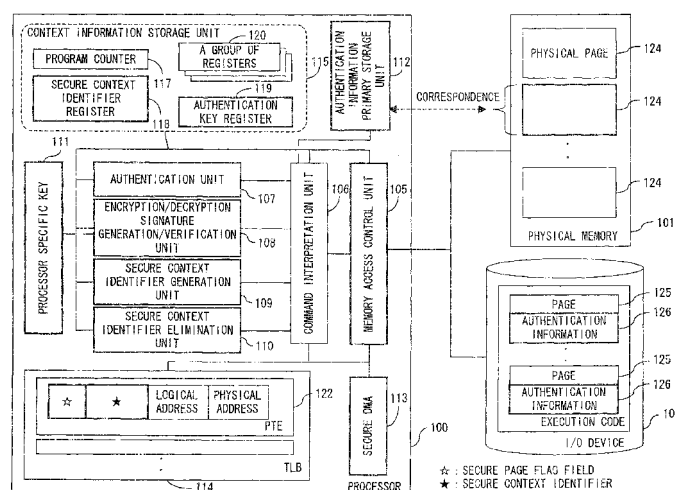 CONTEXT INFORMATION STORAGE UNIT
120
A GROUP OF
REGISTERS
115
PROGRAM COUNTER
117
119
SECURE CONTEXT
IDENTIFIER
REGISTER
118
AUTHENTICATION
KEY REGISTER
AUTHENTICATION
INFORMATION
PRIMARY STORAGE
UNIT
112
CORRESPONDENCE
PHYSICAL PAGE
124
124
124
PHYSICAL MEMORY
101
111
PROCESSOR SPECIFIC KEY
AUTHENTICATION UNIT
107
ENCRYPTION/DECRYPTION
SIGNATURE
GENERATION/VERIFICATION
UNIT
108
SECURE CONTEXT
IDENTIFIER GENERATION
UNIT
109
SECURE CONTEXT
IDENTIFIER ELIMINATION
UNIT
110
COMMAND INTERPRETATION UNIT
106
MEMORY ACCESS CONTROL UNIT
105
PAGE
125
AUTHENTICATION
INFORMATION
126
PAGE
125
AUTHENTICATION
INFORMATION
126
EXECUTION CODE
I/O DEVICE
10
☆
★
LOGICAL
ADDRESS
PHYSICAL
ADDRESS
122
PTE
TLB
114
SECURE DMA
113
100
PROCESSOR
☆ : SECURE PAGE FLAG FIELD
★ : SECURE CONTEXT IDENTIFIER